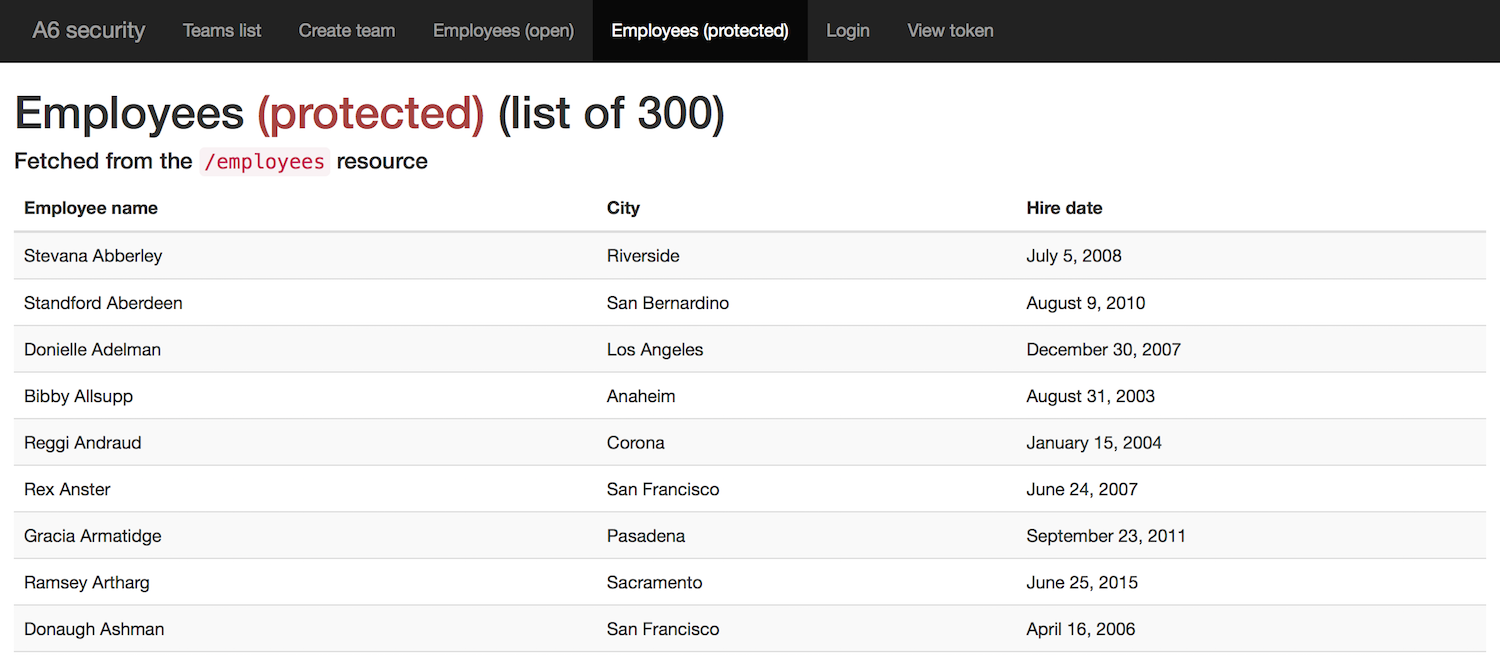 A6 security Teams list Create team Employees (open) Employees (protected) Login View token
Employees (protected) (list of 300)
Fetched from the /employees resource
Employee name City Hire date
Stevana Abberley Riverside July 5, 2008
Standford Aberdeen San Bernardino August 9, 2010
Donielle Adelman Los Angeles December 30, 2007
Bibby Allsupp Anaheim August 31, 2003
Reggi Andraud Corona January 15, 2004
Rex Anster San Francisco June 24, 2007
Gracia Armatidge Pasadena September 23, 2011
Ramsey Artharg Sacramento June 25, 2015
Donaugh Ashman San Francisco April 16, 2006